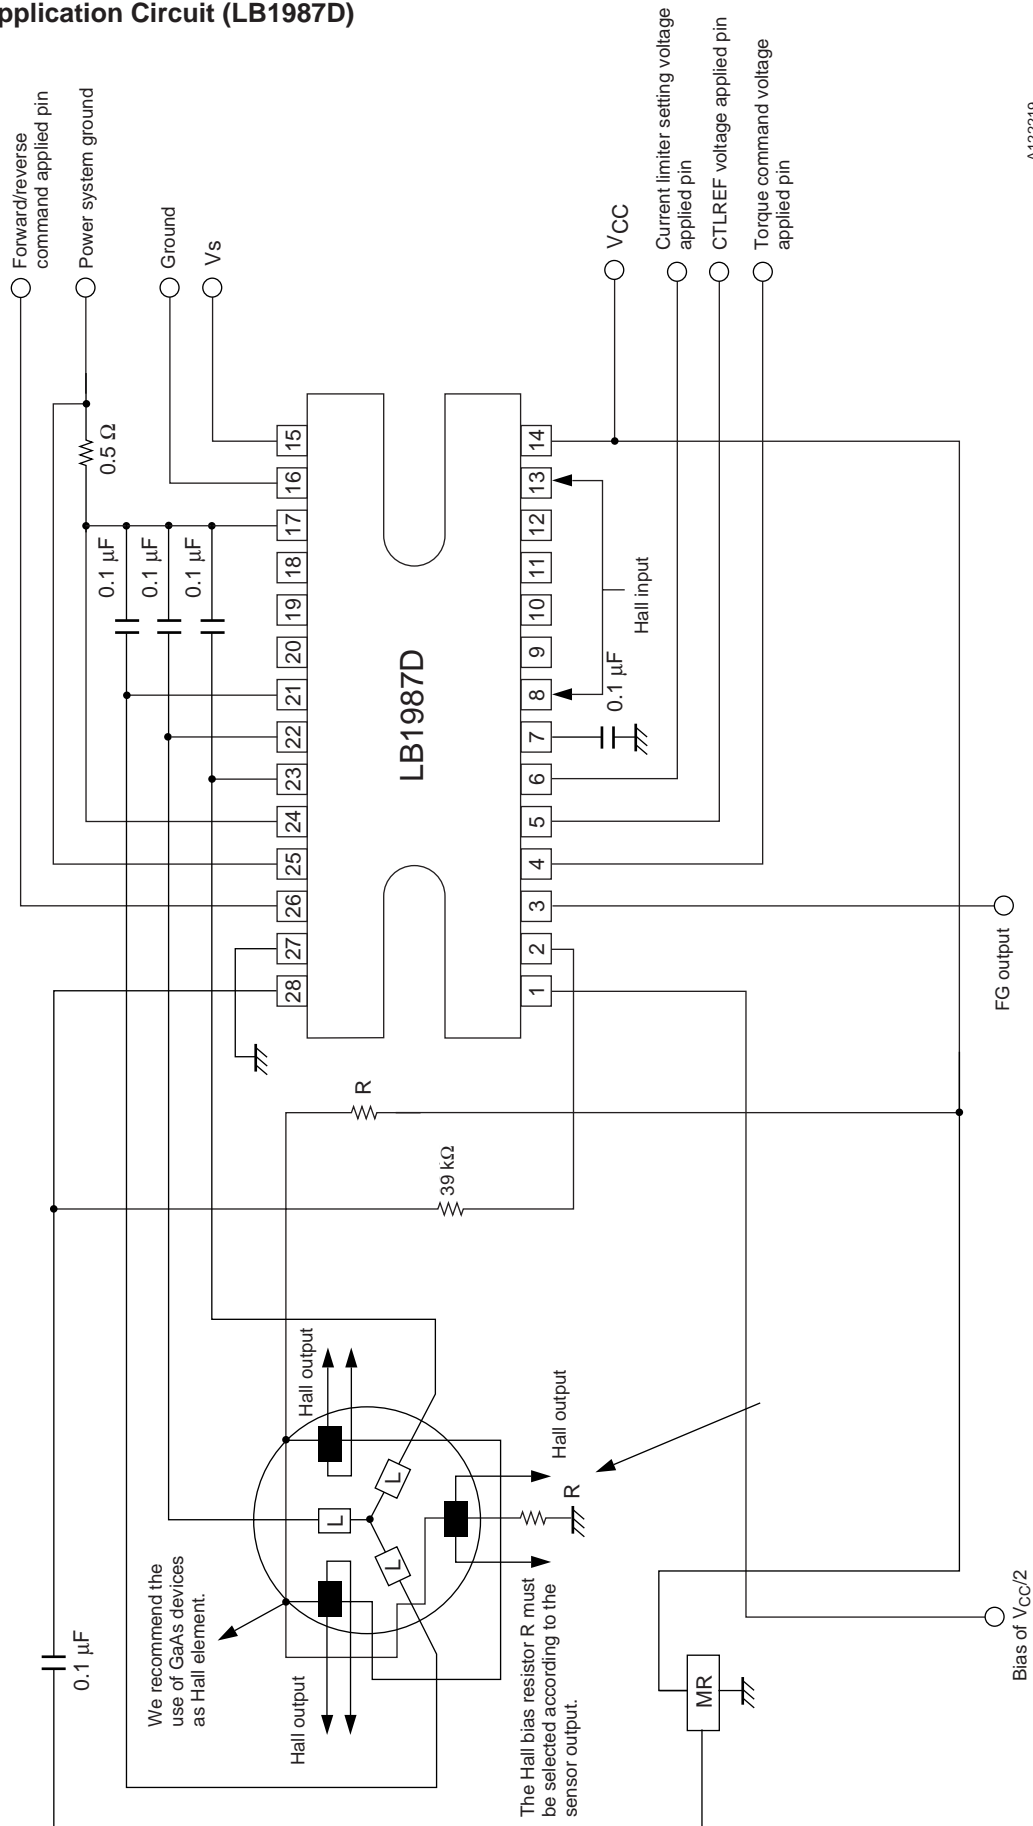 pplication Circuit (LB1987D)
Forward/reverse
command applied pin
Power system ground
Ground
Vs
VCC
Current limiter setting voltage
applied pin
CTLREF voltage applied pin
Torque command voltage
applied pin
0.5 Ω
0.1 μF
0.1 μF
0.1 μF
15
16
17
18
19
20
21
22
23
24
25
26
27
28
LB1987D
14
13
12
11
10
9
8
7
6
5
4
3
2
1
Hall input
0.1 μF
FG output
R
39 kΩ
Hall output
L
L
L
Hall output
R
We recommend the
use of GaAs devices
as Hall element.
0.1 μF
Hall output
The Hall bias resistor R must
be selected according to the
sensor output.
MR
Bias of VCC/2